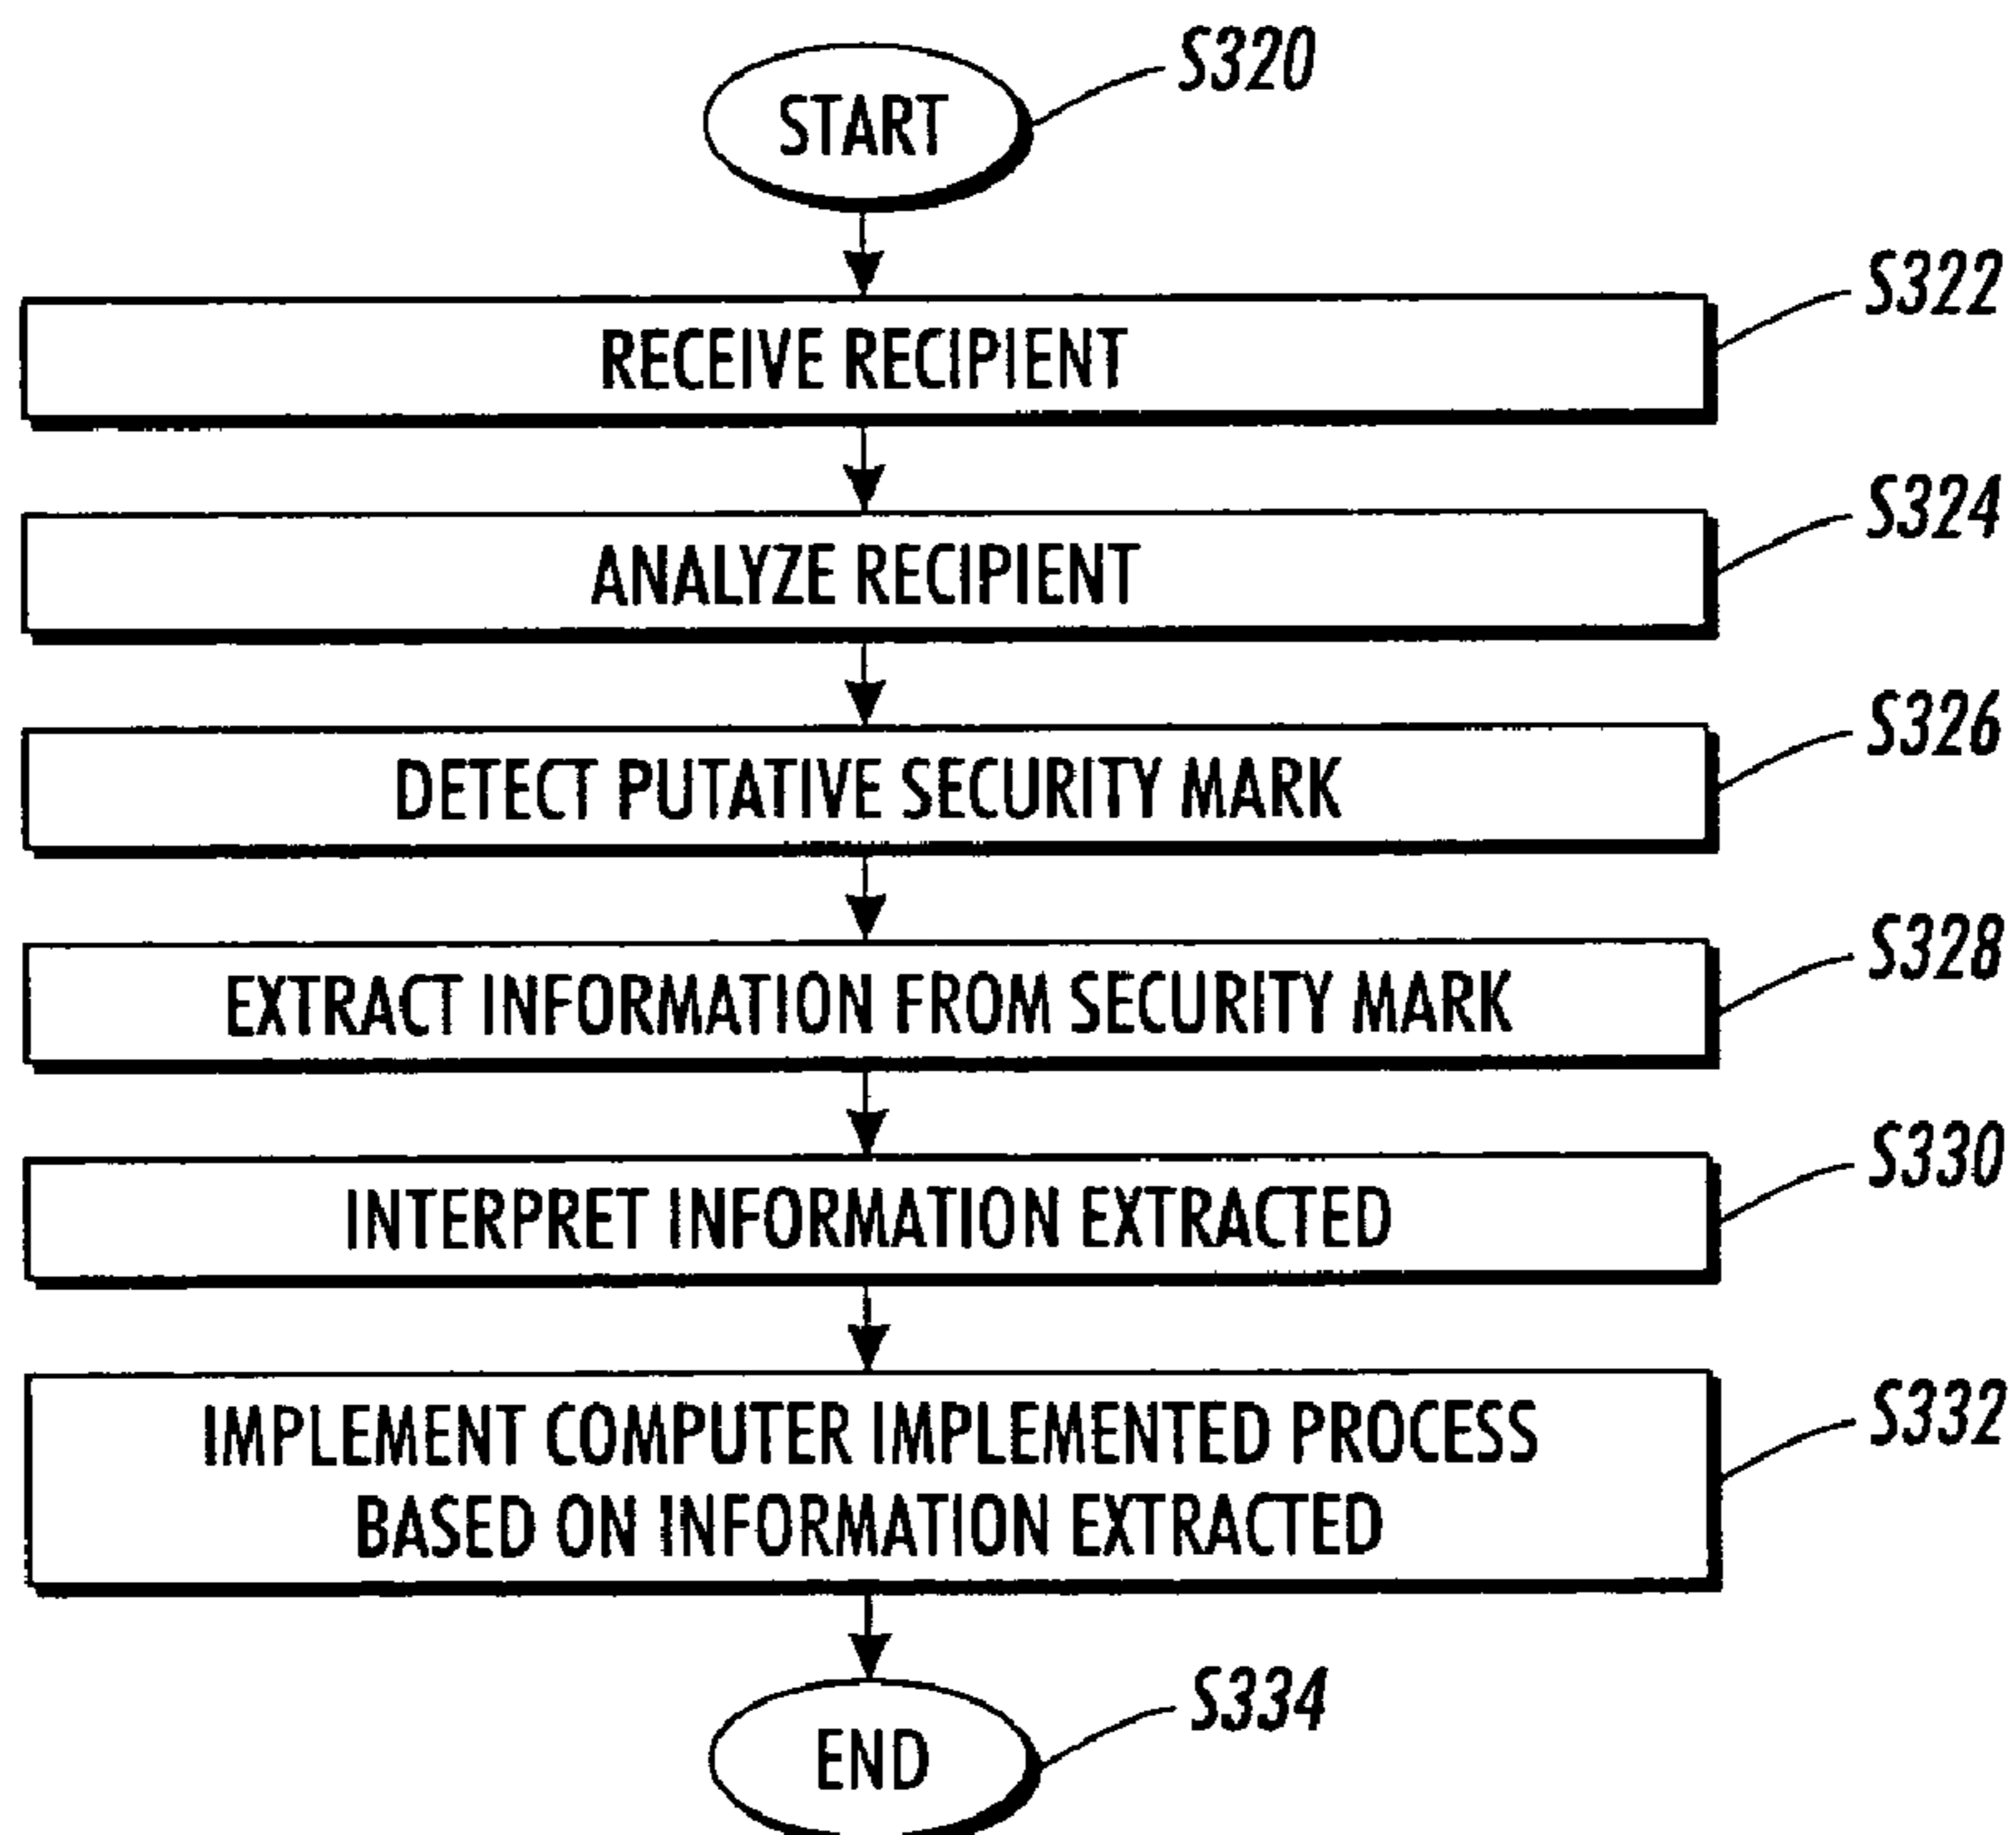 START
S320
RECEIVE RECIPIENT
S322
ANALYZE RECIPIENT
S324
DETECT PUTATIVE SECURITY MARK
S326
EXTRACT INFORMATION FROM SECURITY MARK
S328
INTERPRET INFORMATION EXTRACTED
S330
IMPLEMENT COMPUTER IMPLEMENTED PROCESS
BASED ON INFORMATION EXTRACTED
S332
END
S334